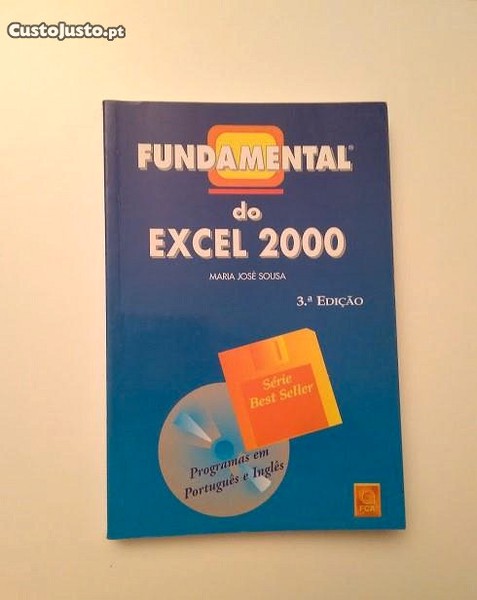 CustoJusto.pt
FUNDAMENTAL®
do
EXCEL 2000
MARIA JOSÉ SOUSA
3.ª EDIÇÃO
Série
Best Seller
Programas em
Português e Inglês
FCA